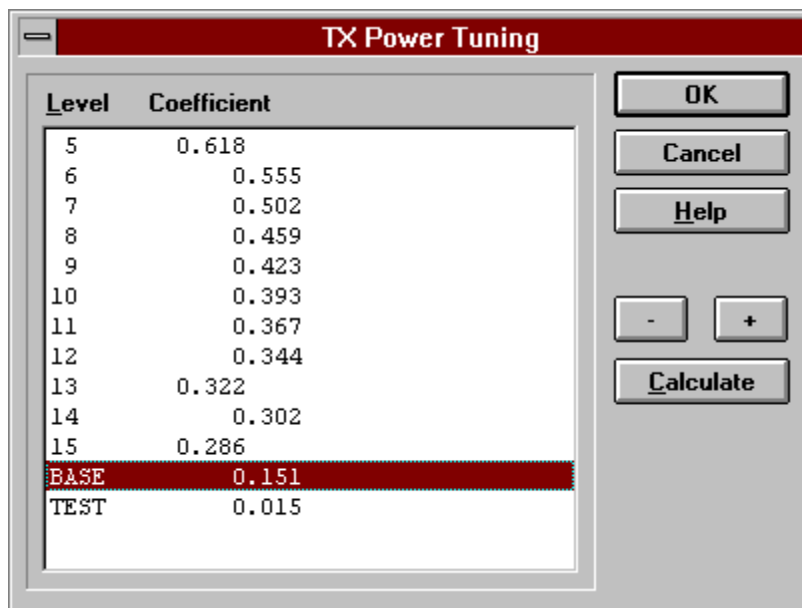 TX Power Tuning
Level Coefficient
5 0.618
6 0.555
7 0.502
8 0.459
9 0.423
10 0.393
11 0.367
12 0.344
13 0.322
14 0.302
15 0.286
BASE 0.151
TEST 0.015
OK
Cancel
Help
- +
Calculate